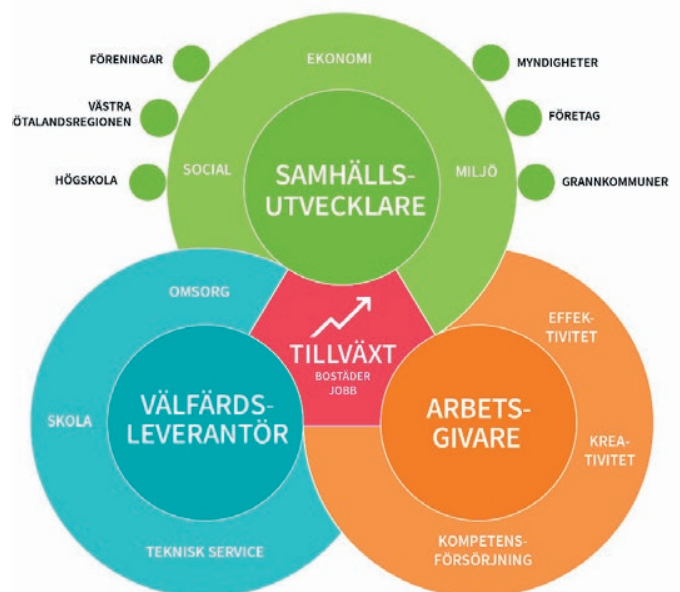 EKONOMI
FÖRENINGAR
MYNDIGHETER
VÄSTRA
ÖTALANDSREGIONEN
FÖRETAG
HÖGSKOLA
SOCIAL
SAMHÄLLS-
UTVECKLARE
MILJÖ
GRANNKOMMUNER
OMSORG
TILLVÄXT
BOSTÄDER
JOBB
EFFEK-
TIVITET
SKOLA
VÄLFÄRDS-
LEVERANTÖR
ARBETS-
GIVARE
KREA-
TIVITET
TEKNISK SERVICE
KOMPETENS-
FÖRSÖRJNING